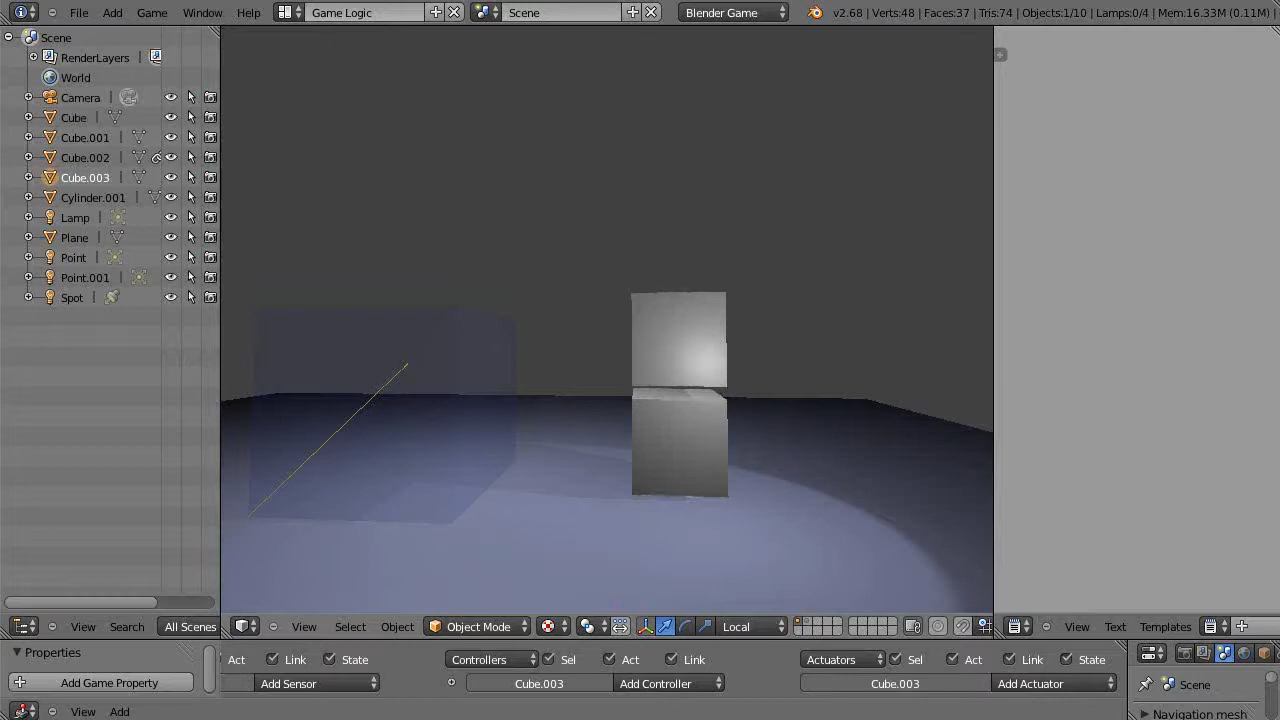 File Add Game Window Help Game Logic Scene Blender Game v2.68 | Verts:48 | Faces:37 | Tris:74 | Objects:1/10 | Lamps:0/4 | Mem:16.33M (0.11M) |
Scene
RenderLayers
World
Camera
Cube
Cube.001
Cube.002
Cube.003
Cylinder.001
Lamp
Plane
Point
Point.001
Spot
View Search All Scenes View Select Object Object Mode Local View Text Templates
Properties Act Link State Controllers Sel Act Link Actuators Sel Act Link State
Add Game Property Add Sensor Cube.003 Add Controller Cube.003 Add Actuator Scene
View Add Navigation mesh